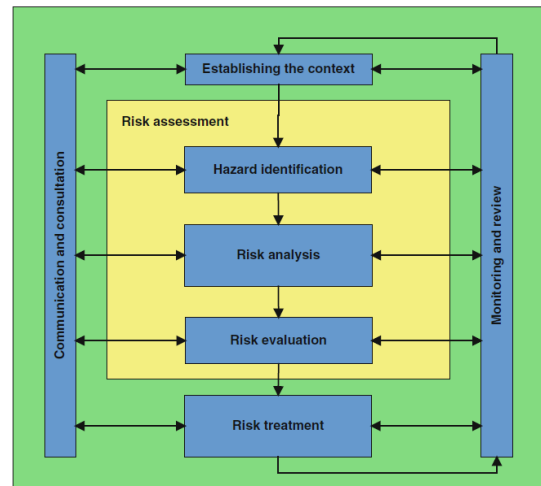 Establishing the context
Risk assessment
Hazard identification
Risk analysis
Risk evaluation
Risk treatment
Communication and consultation
Monitoring and review